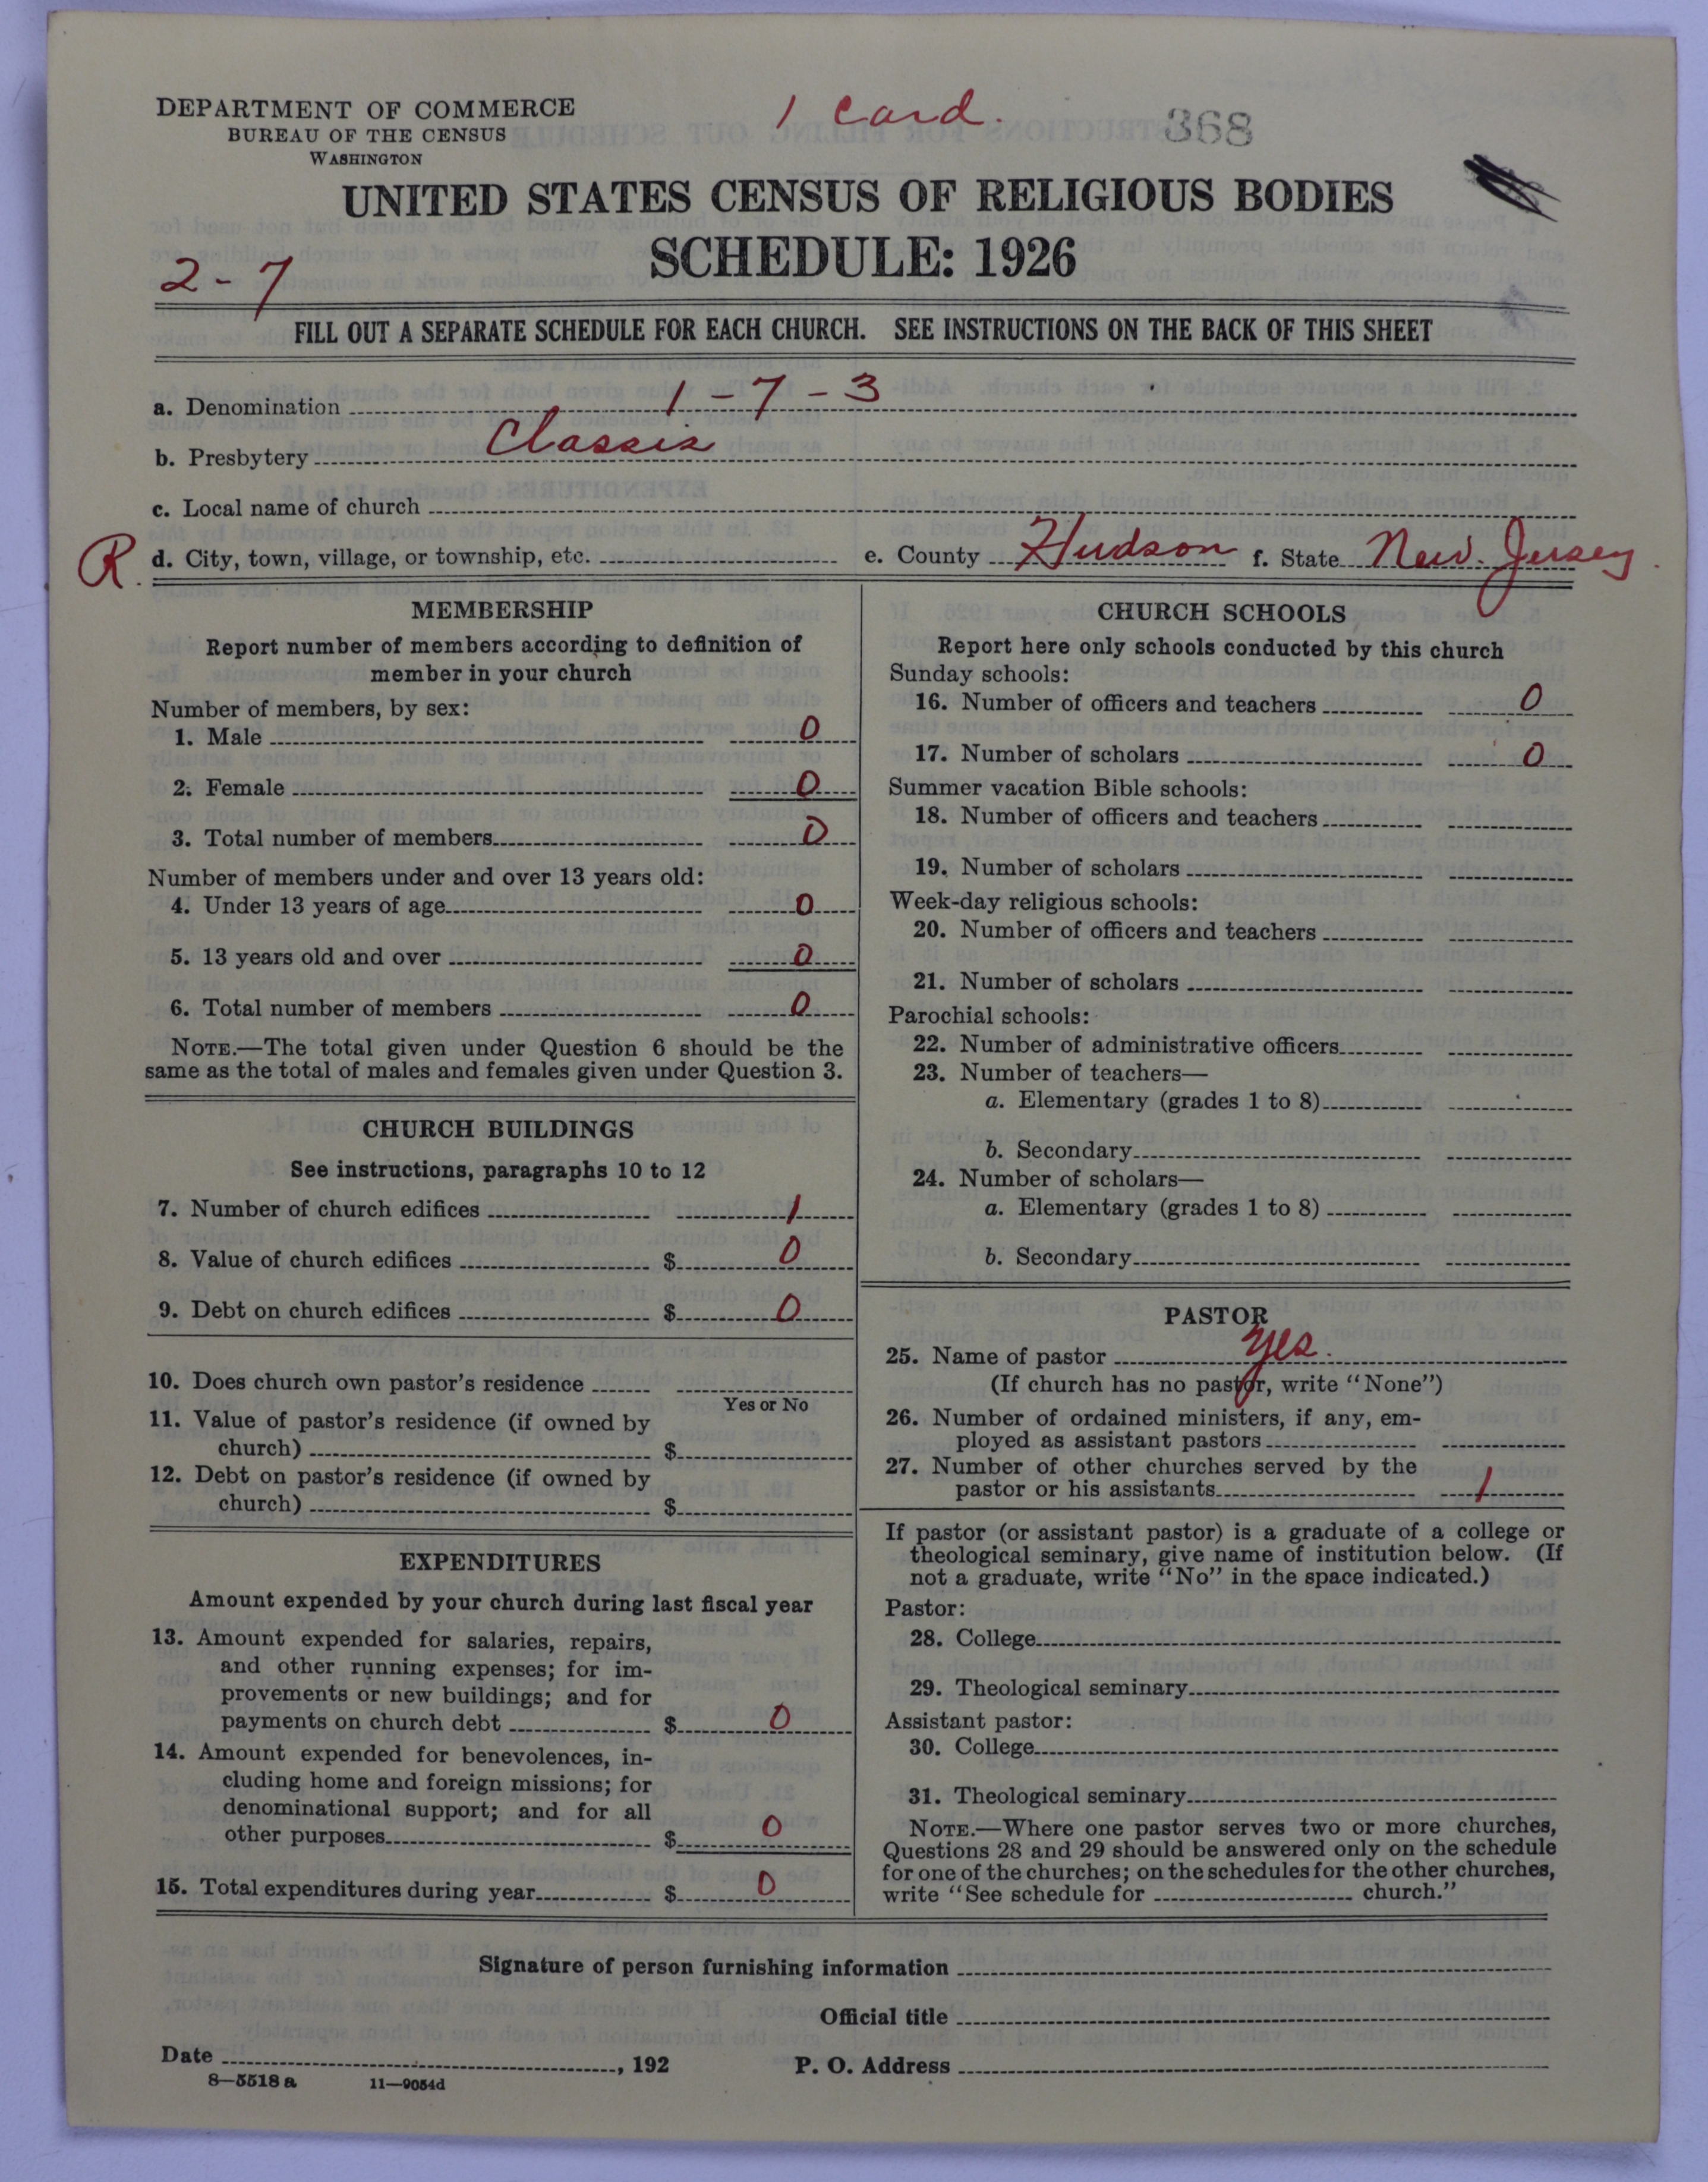 DEPARTMENT OF COMMERCE
BUREAU OF THE CENSUS
WASHINGTON
1 Card.
368
UNITED STATES CENSUS OF RELIGIOUS BODIES
SCHEDULE: 1926
2-7
FILL OUT A SEPARATE SCHEDULE FOR EACH CHURCH. SEE INSTRUCTIONS ON THE BACK OF THIS SHEET
a. Denomination 1-7-3
b. Presbytery Classis
c. Local name of church
R. d. City, town, village, or township, etc. e. County Hudson f. State New Jersey.
MEMBERSHIP
Report number of members according to definition of
member in your church
Number of members, by sex:
1. Male 0
2. Female 0
3. Total number of members 0
Number of members under and over 13 years old:
4. Under 13 years of age 0
5. 13 years old and over 0
6. Total number of members 0
NOTE.—The total given under Question 6 should be the
same as the total of males and females given under Question 3.
CHURCH BUILDINGS
See instructions, paragraphs 10 to 12
7. Number of church edifices 1
8. Value of church edifices $ 0
9. Debt on church edifices $ 0
10. Does church own pastor's residence
Yes or No
11. Value of pastor's residence (if owned by
church) $
12. Debt on pastor's residence (if owned by
church) $
EXPENDITURES
Amount expended by your church during last fiscal year
13. Amount expended for salaries, repairs,
and other running expenses; for im-
provements or new buildings; and for
payments on church debt $ 0
14. Amount expended for benevolences, in-
cluding home and foreign missions; for
denominational support; and for all
other purposes $ 0
15. Total expenditures during year $ 0
CHURCH SCHOOLS
Report here only schools conducted by this church
Sunday schools:
16. Number of officers and teachers 0
17. Number of scholars 0
Summer vacation Bible schools:
18. Number of officers and teachers
19. Number of scholars
Week-day religious schools:
20. Number of officers and teachers
21. Number of scholars
Parochial schools:
22. Number of administrative officers
23. Number of teachers—
a. Elementary (grades 1 to 8)
b. Secondary
24. Number of scholars—
a. Elementary (grades 1 to 8)
b. Secondary
PASTOR
25. Name of pastor yes.
(If church has no pastor, write "None")
26. Number of ordained ministers, if any, em-
ployed as assistant pastors
27. Number of other churches served by the
pastor or his assistants 1
If pastor (or assistant pastor) is a graduate of a college or
theological seminary, give name of institution below. (If
not a graduate, write "No" in the space indicated.)
Pastor:
28. College
29. Theological seminary
Assistant pastor:
30. College
31. Theological seminary
NOTE.—Where one pastor serves two or more churches,
Questions 28 and 29 should be answered only on the schedule
for one of the churches; on the schedules for the other churches,
write "See schedule for church."
Signature of person furnishing information
Official title
Date , 192 P. O. Address
8—5518 a 11—9054d